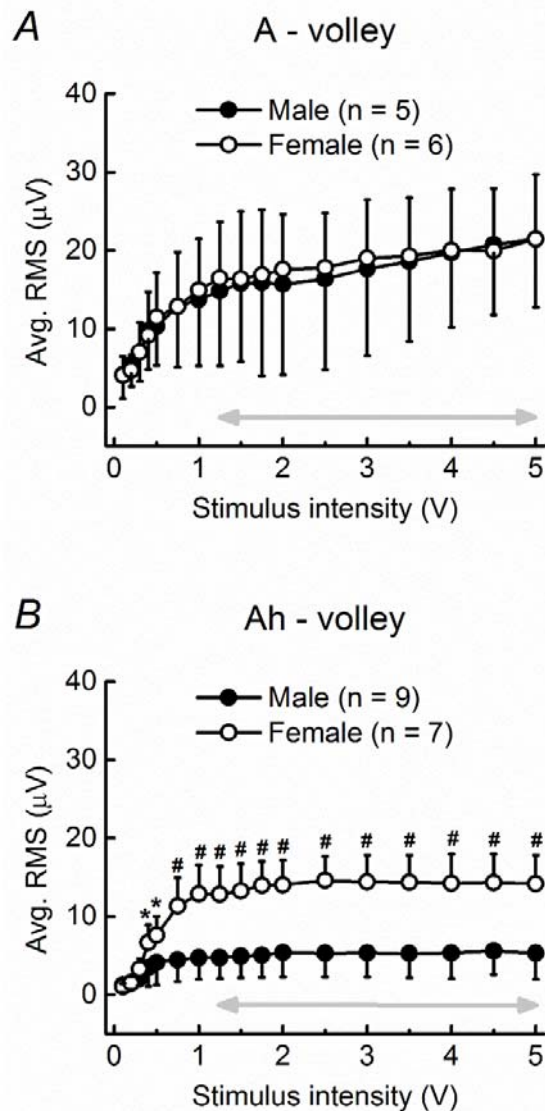 A
A - volley
40
30
20
10
0
Avg. RMS (μV)
Male (n = 5)
Female (n = 6)
0 1 2 3 4 5
Stimulus intensity (V)
B
Ah - volley
40
30
20
10
0
Avg. RMS (μV)
Male (n = 9)
Female (n = 7)
* * # # # # # # # # # # # #
0 1 2 3 4 5
Stimulus intensity (V)